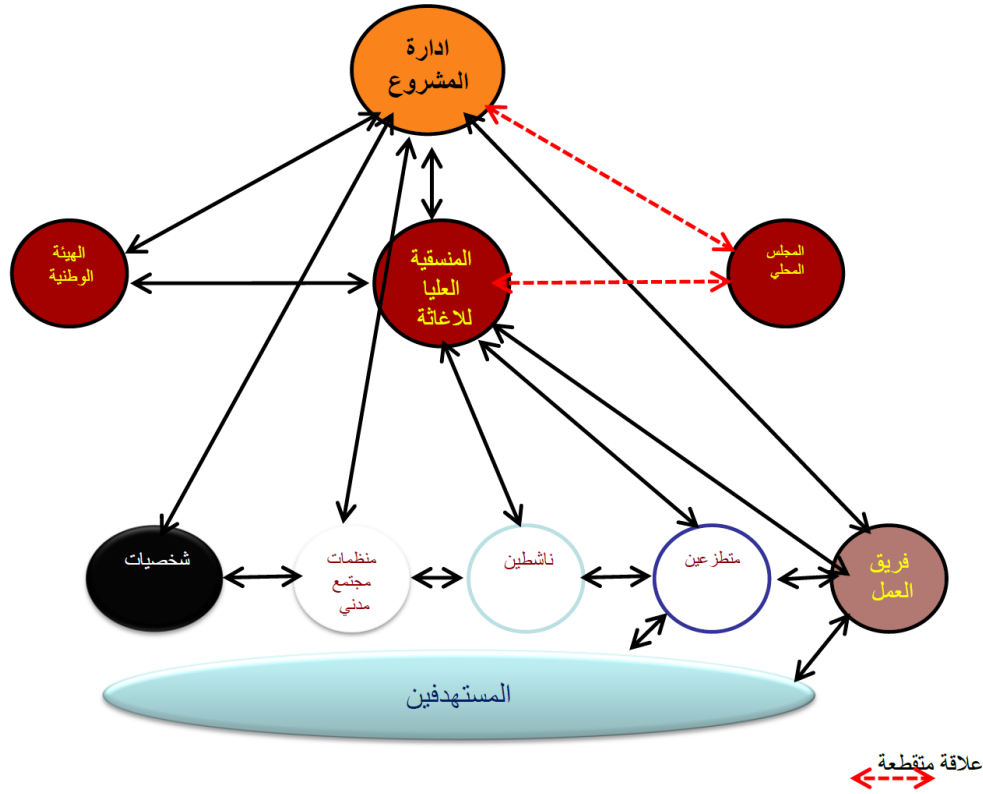 ادارة
المشروع
الهيئة
الوطنية
المنسقية
العليا
للاغاثة
المجلس
المحلي
شخصيات
منظمات
مجتمع
مدني
ناشطين
متطزعين
فريق
العمل
المستهدفين
علاقة متقطعة